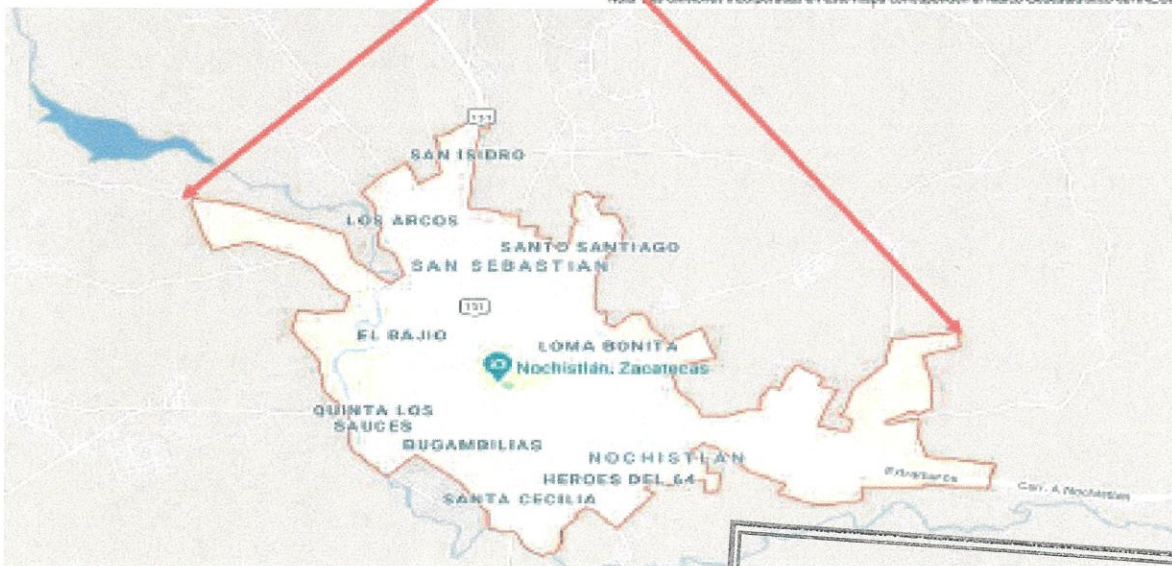 131
SAN ISIDRO
LOS ARCOS
SANTO SANTIAGO
SAN SEBASTIAN
131
EL BAJIO
LOMA BONITA
Nochistlán, Zacatecas
QUINTA LOS
SAUCES
BUGAMBILIAS
NOCHISTLAN
HEROES DEL 64
SANTA CECILIA
Carr. A Nochistlan